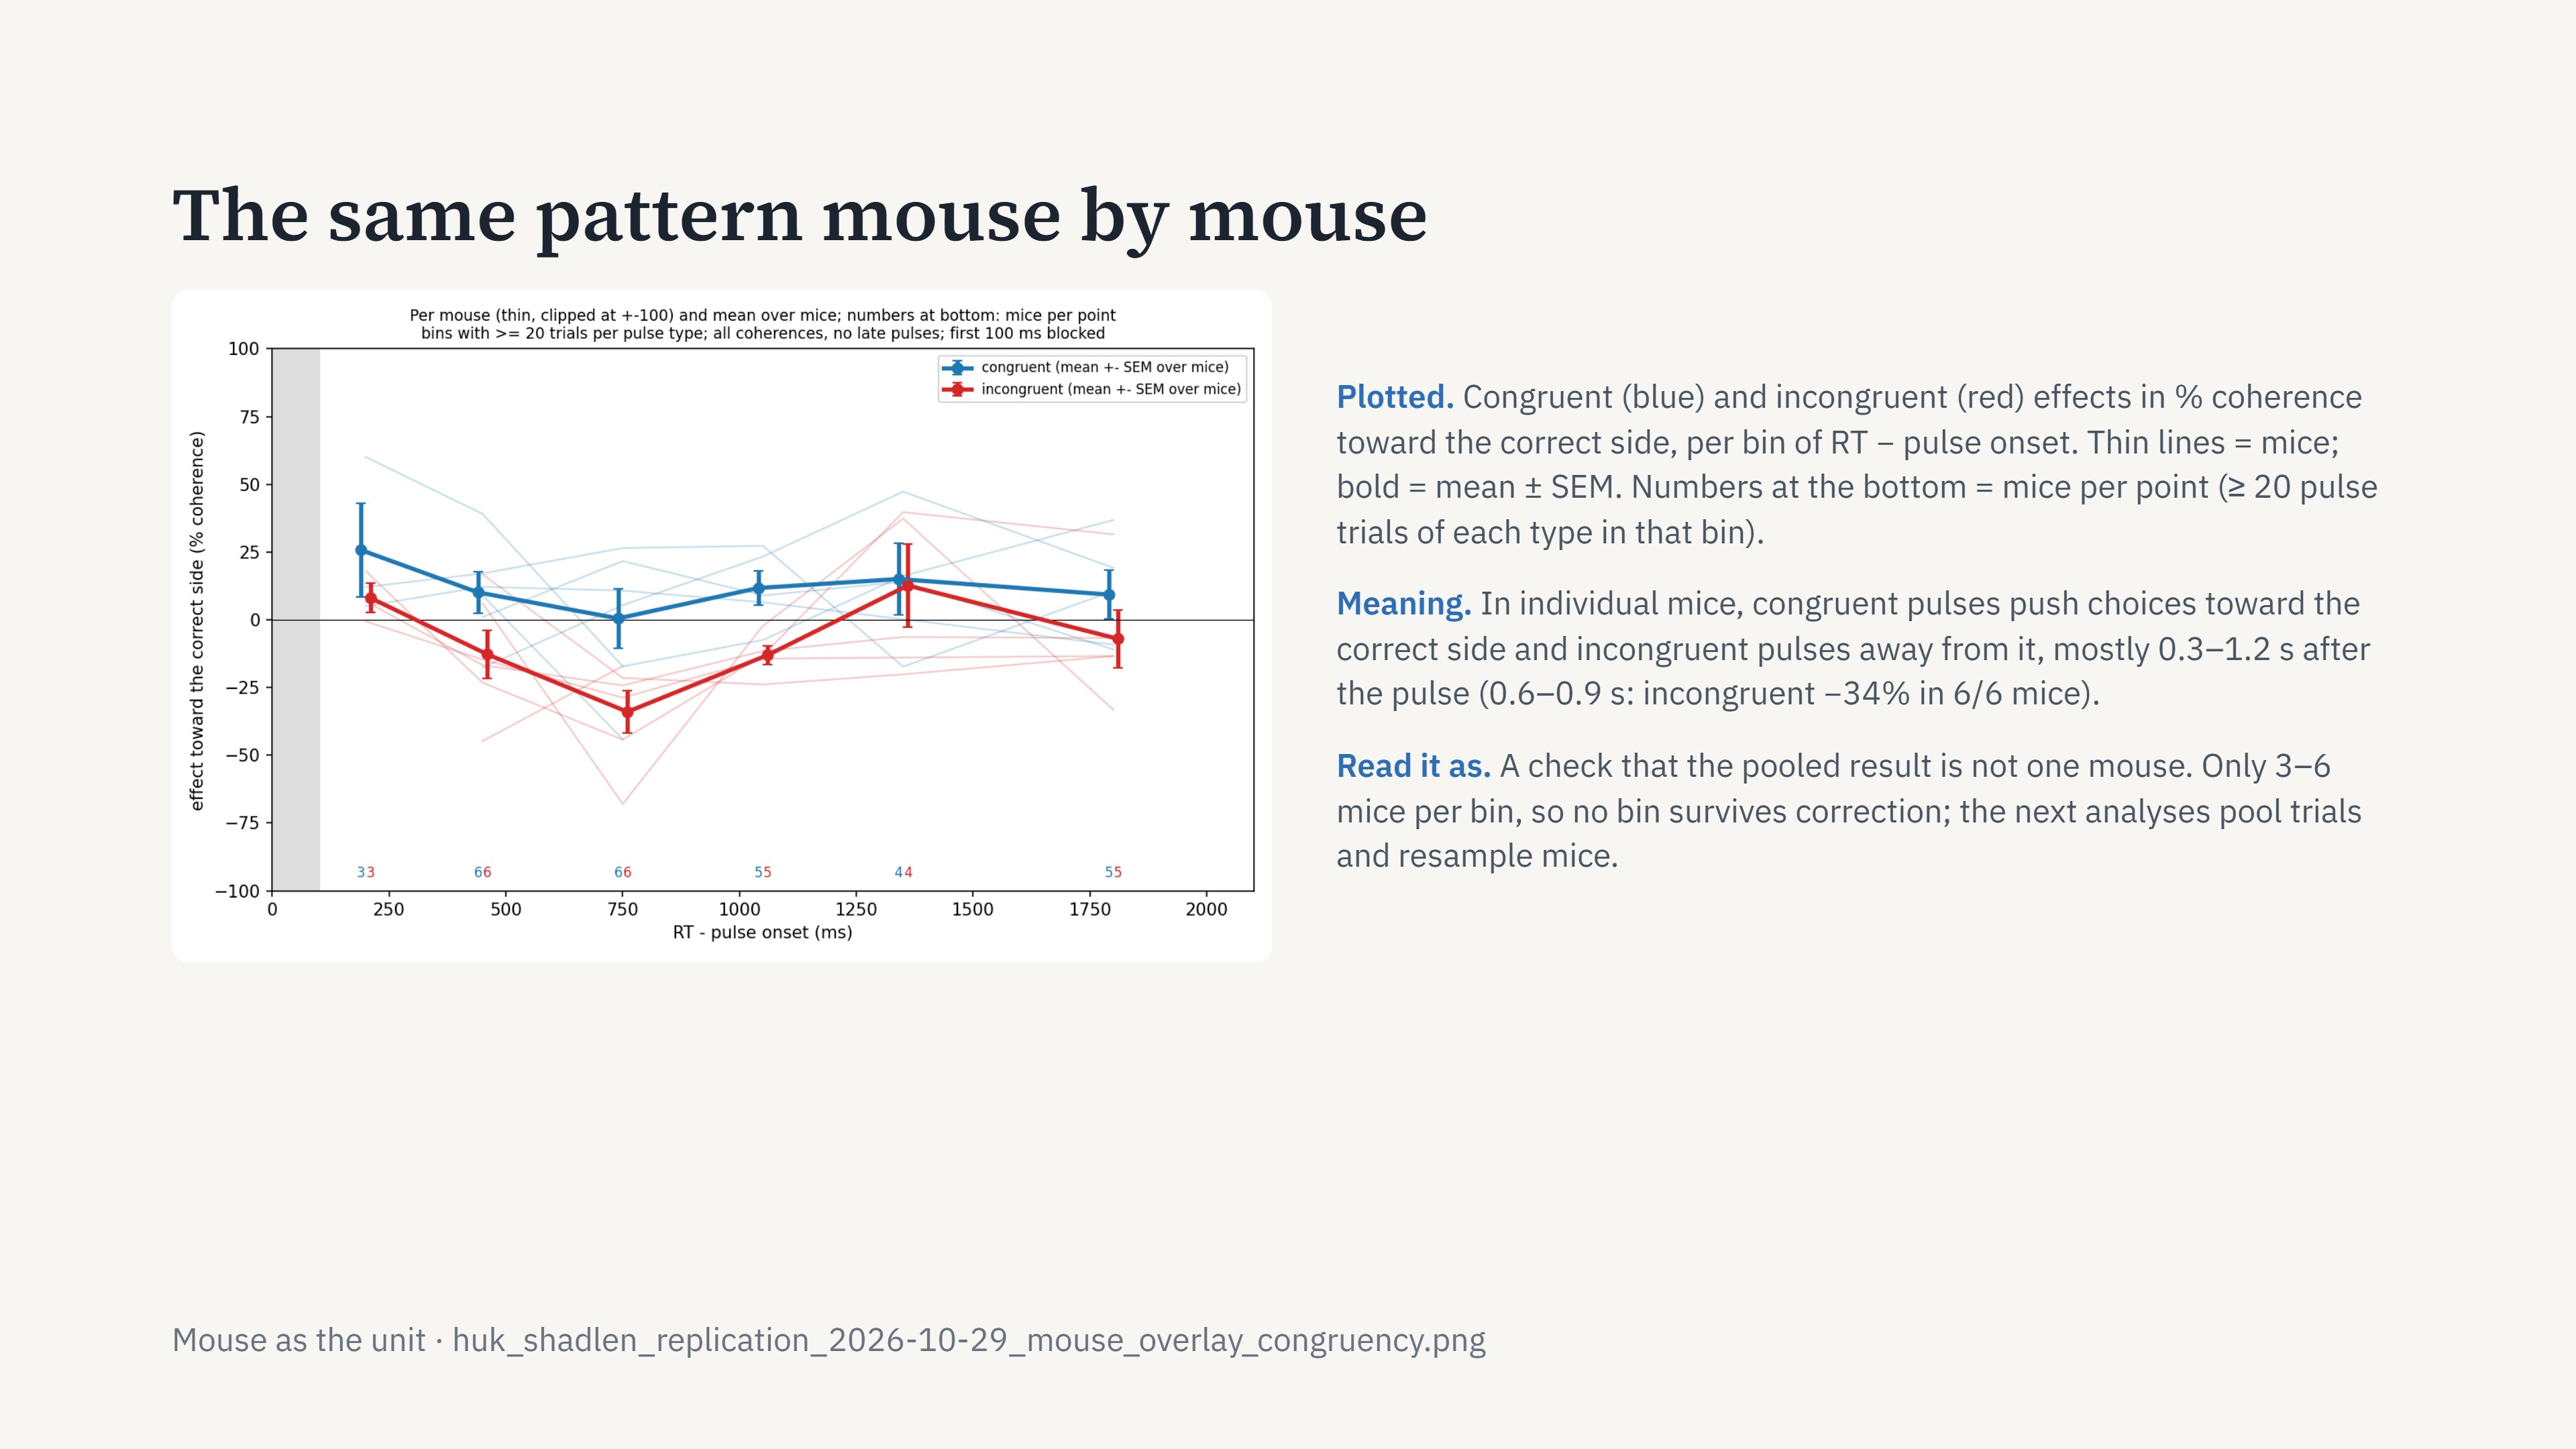 The same pattern mouse by mouse
Per mouse (thin, clipped at +-100) and mean over mice; numbers at bottom: mice per point
bins with >= 20 trials per pulse type; all coherences, no late pulses; first 100 ms blocked
congruent (mean +- SEM over mice)
incongruent (mean +- SEM over mice)
effect toward the correct side (% coherence)
100
75
50
25
0
−25
−50
−75
−100
33 66 66 55 44 55
0 250 500 750 1000 1250 1500 1750 2000
RT - pulse onset (ms)
Plotted. Congruent (blue) and incongruent (red) effects in % coherence
toward the correct side, per bin of RT − pulse onset. Thin lines = mice;
bold = mean ± SEM. Numbers at the bottom = mice per point (≥ 20 pulse
trials of each type in that bin).
Meaning. In individual mice, congruent pulses push choices toward the
correct side and incongruent pulses away from it, mostly 0.3–1.2 s after
the pulse (0.6–0.9 s: incongruent −34% in 6/6 mice).
Read it as. A check that the pooled result is not one mouse. Only 3–6
mice per bin, so no bin survives correction; the next analyses pool trials
and resample mice.
Mouse as the unit · huk_shadlen_replication_2026-10-29_mouse_overlay_congruency.png